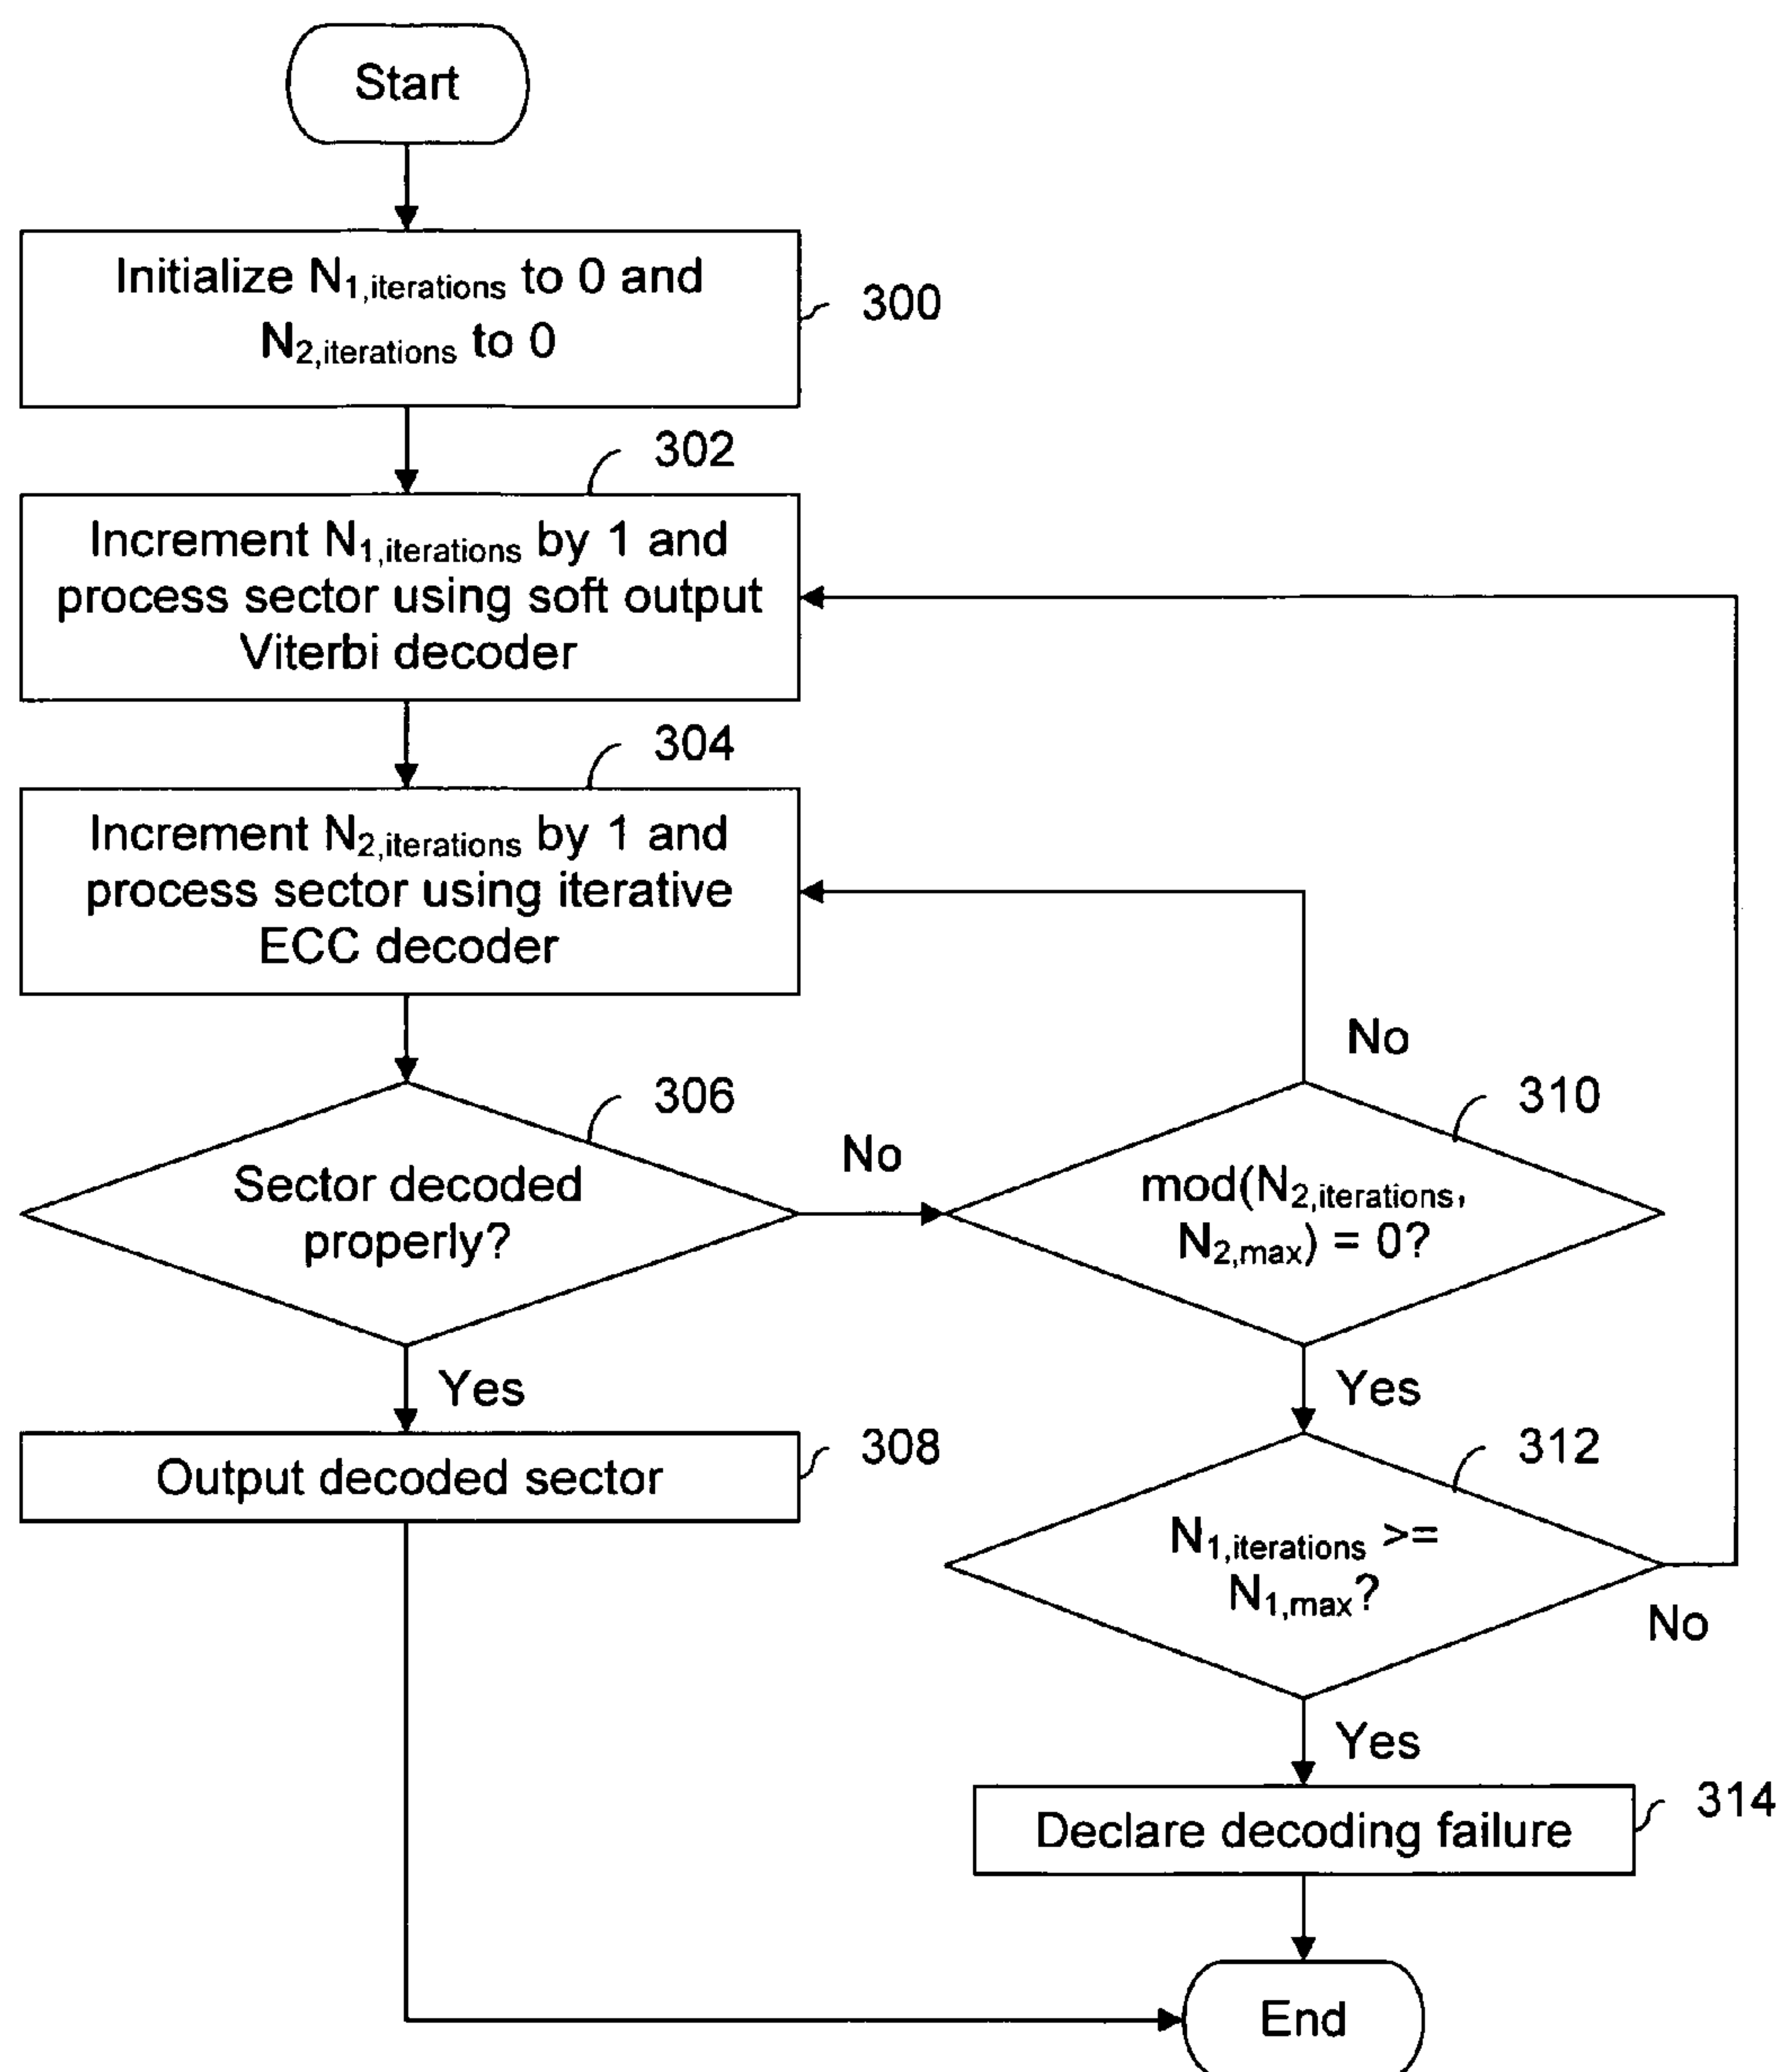 Start
Initialize N1,iterations to 0 and
N2,iterations to 0
300
302
Increment N1,iterations by 1 and
process sector using soft output
Viterbi decoder
304
Increment N2,iterations by 1 and
process sector using iterative
ECC decoder
No
306
310
No
Sector decoded
properly?
mod(N2,iterations,
N2,max) = 0?
Yes
Yes
308
Output decoded sector
312
N1,iterations >=
N1,max?
No
Yes
314
Declare decoding failure
End